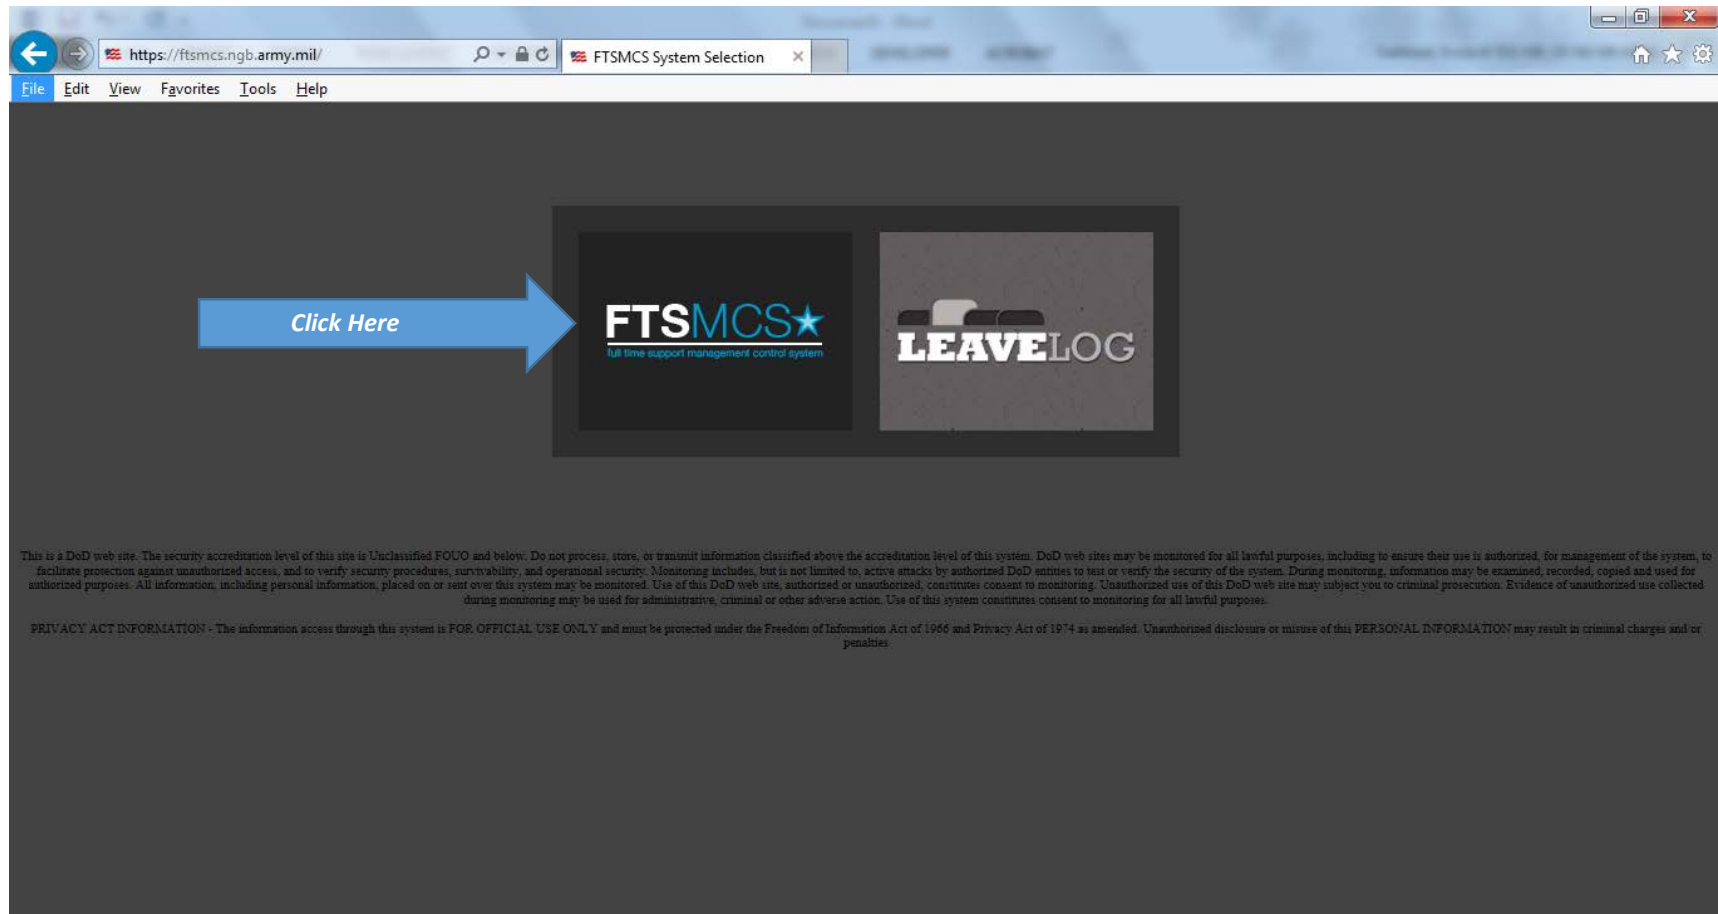 https://ftsmcs.ngb.army.mil/
FTSMCS System Selection
File Edit View Favorites Tools Help
Click Here
FTSMCS
full time support management control system
LEAVELOG
This is a DoD web site. The security accreditation level of this site is Unclassified FOUO and below. Do not process, store, or transmit information classified above the accreditation level of this system. DoD web sites may be monitored for all lawful purposes, including to ensure their use is authorized, for management of the system, to
facilitate protection against unauthorized access, and to verify security procedures, survivability, and operational security. Monitoring includes, but is not limited to, active attacks by authorized DoD entities to test or verify the security of the system. During monitoring, information may be examined, recorded, copied and used for
authorized purposes. All information, including personal information, placed on or sent over this system may be monitored. Use of this DoD web site, authorized or unauthorized, constitutes consent to monitoring. Unauthorized use of this DoD web site may subject you to criminal prosecution. Evidence of unauthorized use collected
during monitoring may be used for administrative, criminal or other adverse action. Use of this system constitutes consent to monitoring for all lawful purposes.
PRIVACY ACT INFORMATION - The information access through this system is FOR OFFICIAL USE ONLY and must be protected under the Freedom of Information Act of 1966 and Privacy Act of 1974 as amended. Unauthorized disclosure or misuse of this PERSONAL INFORMATION may result in criminal charges and/or
penalties